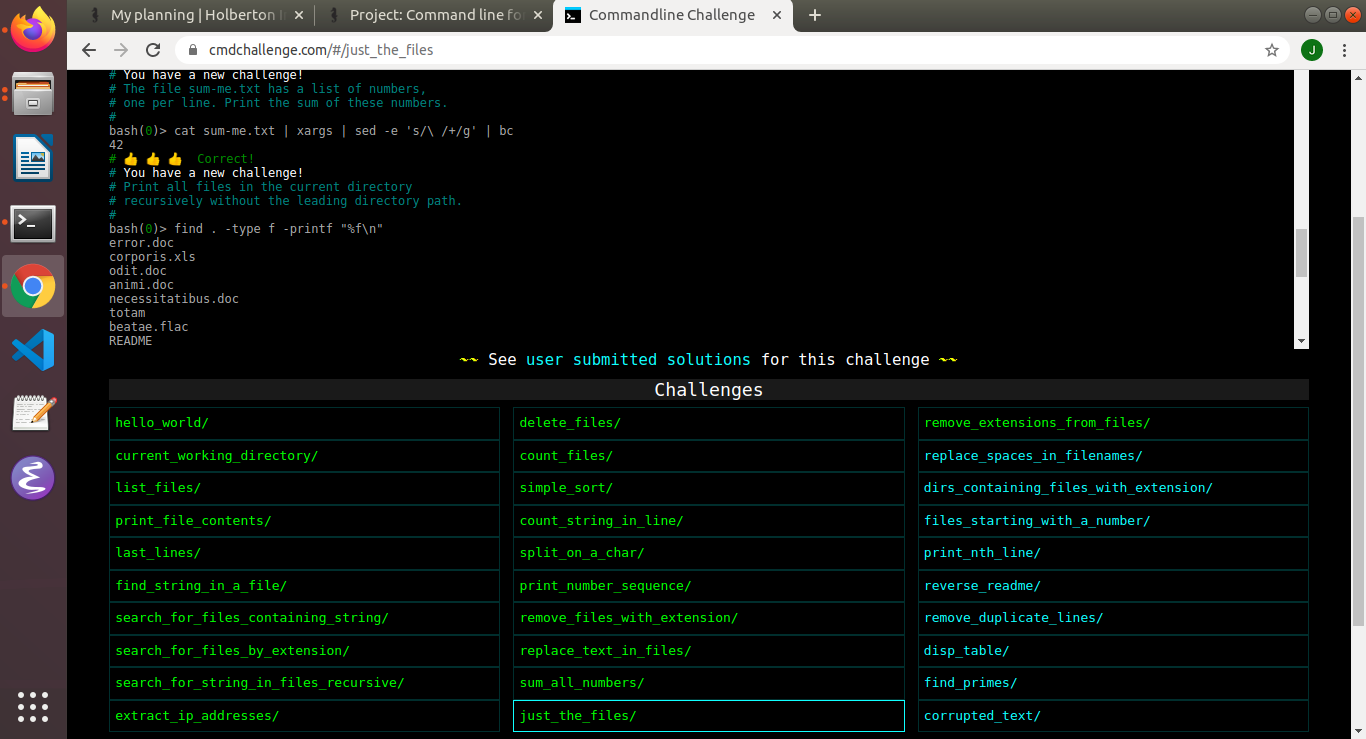 My planning | Holberton I
Project: Command line fo
Commandline Challenge
cmdchallenge.com/#/just_the_files
J
# You have a new challenge!
# The file sum-me.txt has a list of numbers,
# one per line. Print the sum of these numbers.
#
bash(0)> cat sum-me.txt | xargs | sed -e 's/\ /+/g' | bc
42
# 👍 👍 👍 Correct!
# You have a new challenge!
# Print all files in the current directory
# recursively without the leading directory path.
#
bash(0)> find . -type f -printf "%f\n"
error.doc
corporis.xls
odit.doc
animi.doc
necessitatibus.doc
totam
beatae.flac
README
~~ See user submitted solutions for this challenge ~~
Challenges
hello_world/
current_working_directory/
list_files/
print_file_contents/
last_lines/
find_string_in_a_file/
search_for_files_containing_string/
search_for_files_by_extension/
search_for_string_in_files_recursive/
extract_ip_addresses/
delete_files/
count_files/
simple_sort/
count_string_in_line/
split_on_a_char/
print_number_sequence/
remove_files_with_extension/
replace_text_in_files/
sum_all_numbers/
just_the_files/
remove_extensions_from_files/
replace_spaces_in_filenames/
dirs_containing_files_with_extension/
files_starting_with_a_number/
print_nth_line/
reverse_readme/
remove_duplicate_lines/
disp_table/
find_primes/
corrupted_text/